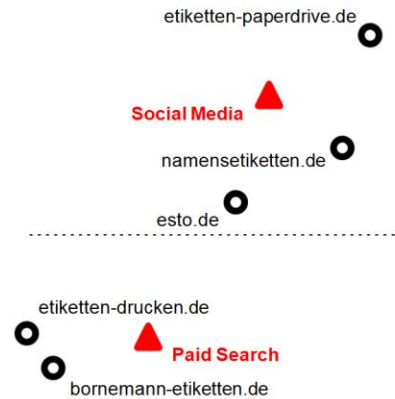 etiketten-paperdrive.de
Social Media
namensetiketten.de
esto.de
etiketten-drucken.de
Paid Search
bornemann-etiketten.de